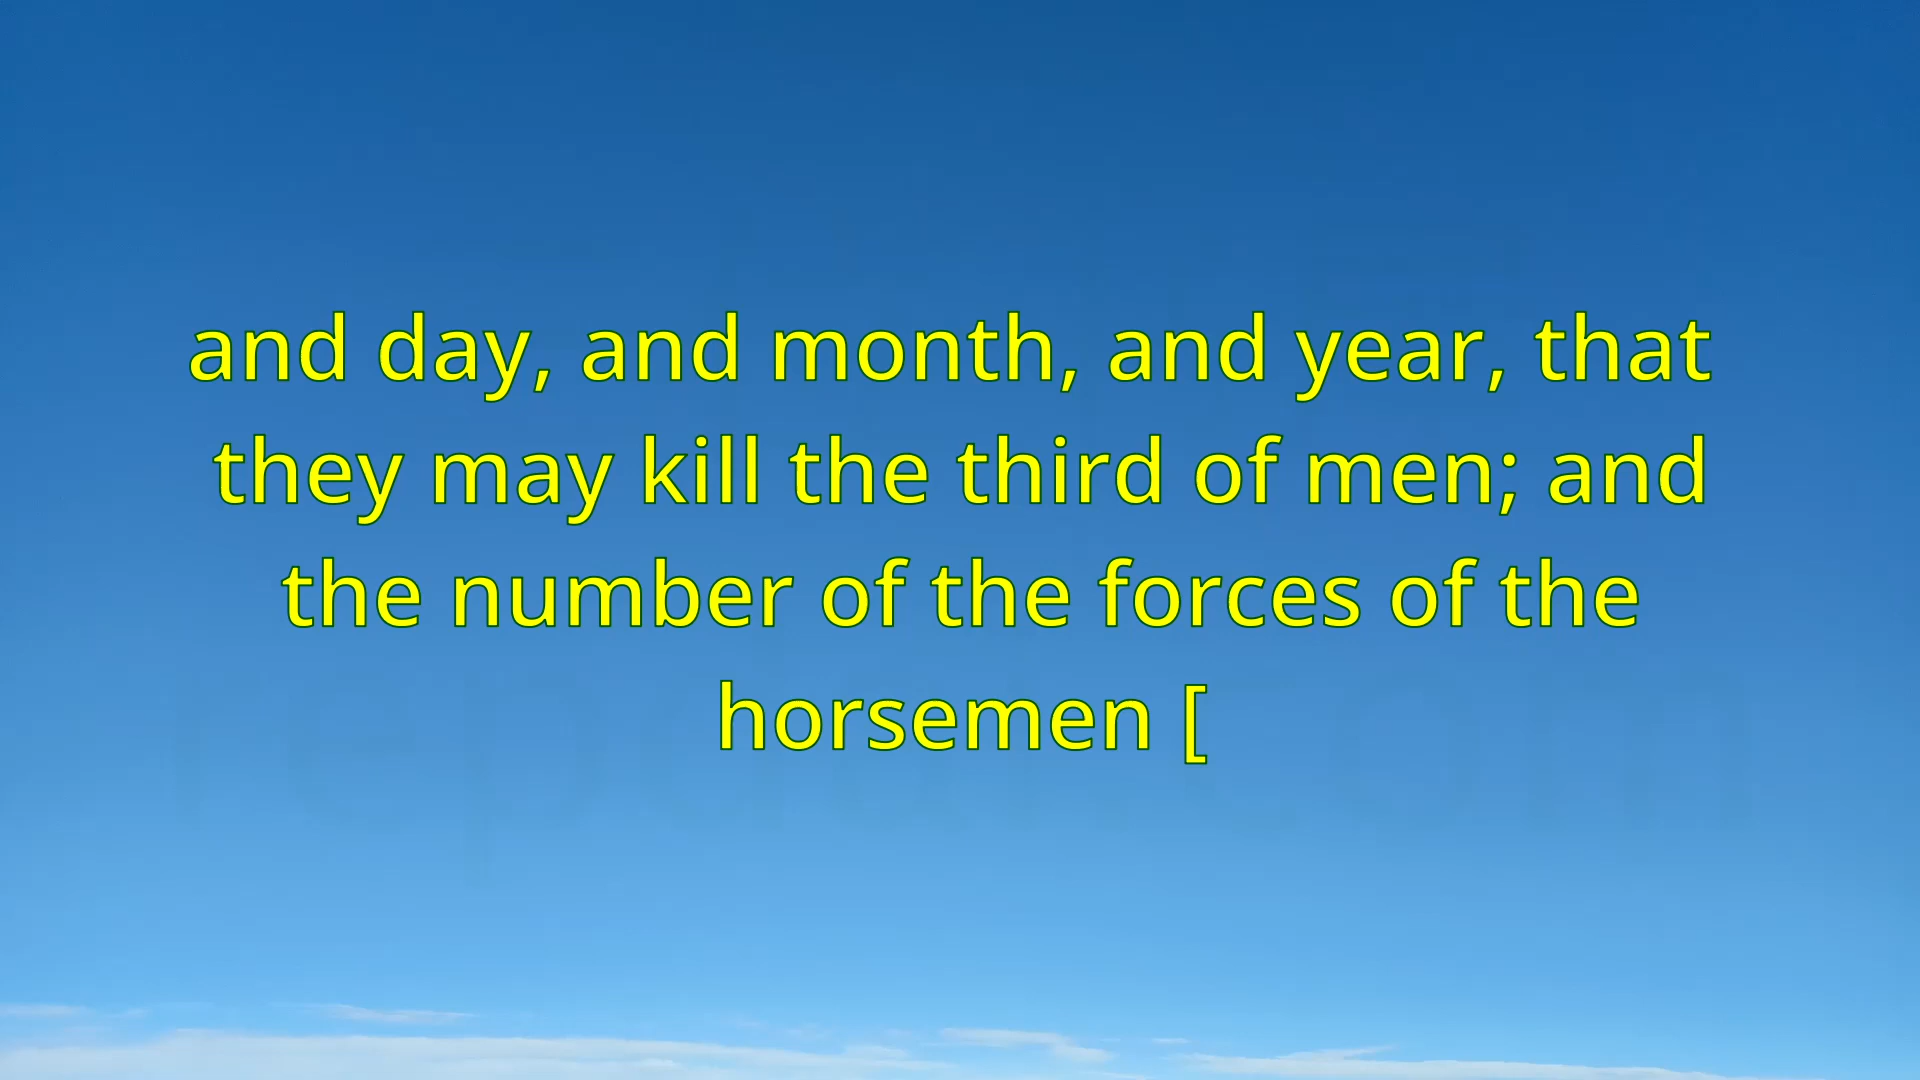 and day, and month, and year, that
they may kill the third of men; and
the number of the forces of the
horsemen [